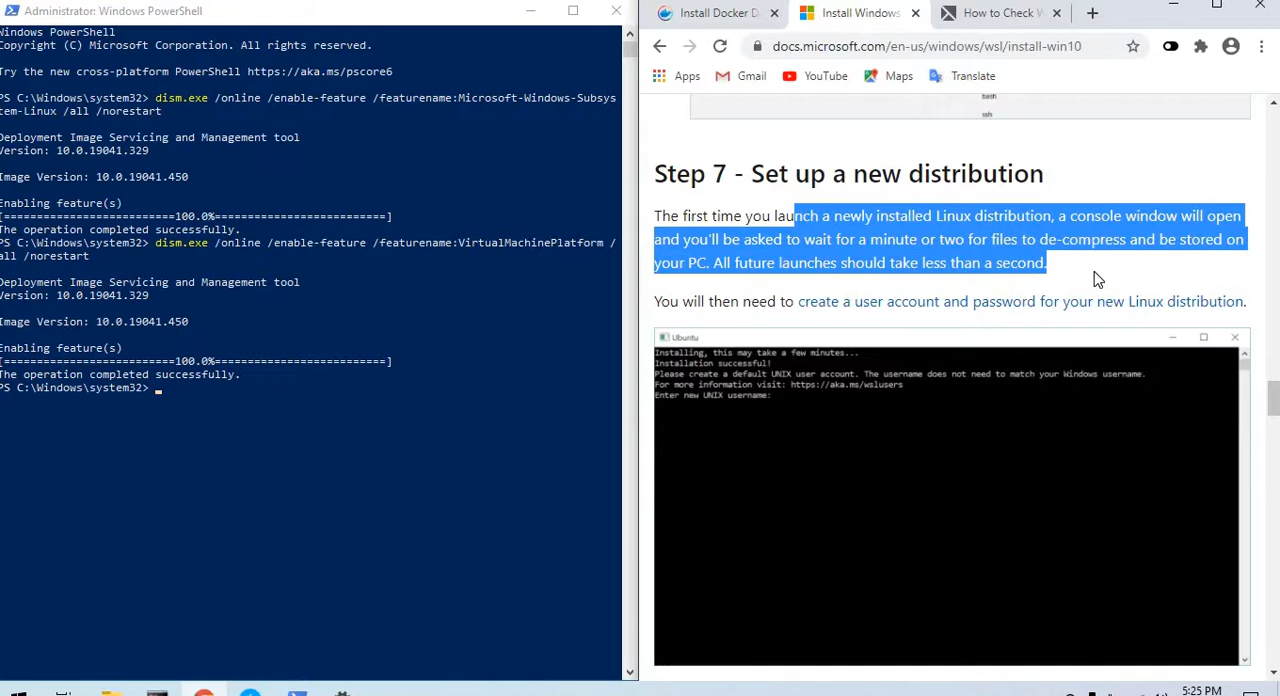 Administrator: Windows PowerShell
Windows PowerShell
Copyright (C) Microsoft Corporation. All rights reserved.
Try the new cross-platform PowerShell https://aka.ms/pscore6
PS C:\Windows\system32> dism.exe /online /enable-feature /featurename:Microsoft-Windows-Subsys
tem-Linux /all /norestart
Deployment Image Servicing and Management tool
Version: 10.0.19041.329
Image Version: 10.0.19041.450
Enabling feature(s)
[==========================100.0%==========================]
The operation completed successfully.
PS C:\Windows\system32> dism.exe /online /enable-feature /featurename:VirtualMachinePlatform /
all /norestart
Deployment Image Servicing and Management tool
Version: 10.0.19041.329
Image Version: 10.0.19041.450
Enabling feature(s)
[==========================100.0%==========================]
The operation completed successfully.
PS C:\Windows\system32> _
Install Docker D
Install Windows
How to Check W
docs.microsoft.com/en-us/windows/wsl/install-win10
Apps Gmail YouTube Maps Translate
bash
ssh
Step 7 - Set up a new distribution
The first time you launch a newly installed Linux distribution, a console window will open
and you'll be asked to wait for a minute or two for files to de-compress and be stored on
your PC. All future launches should take less than a second.
You will then need to create a user account and password for your new Linux distribution.
Ubuntu
Installing, this may take a few minutes...
Installation successful!
Please create a default UNIX user account. The username does not need to match your Windows username.
For more information visit: https://aka.ms/wslusers
Enter new UNIX username:
5:25 PM